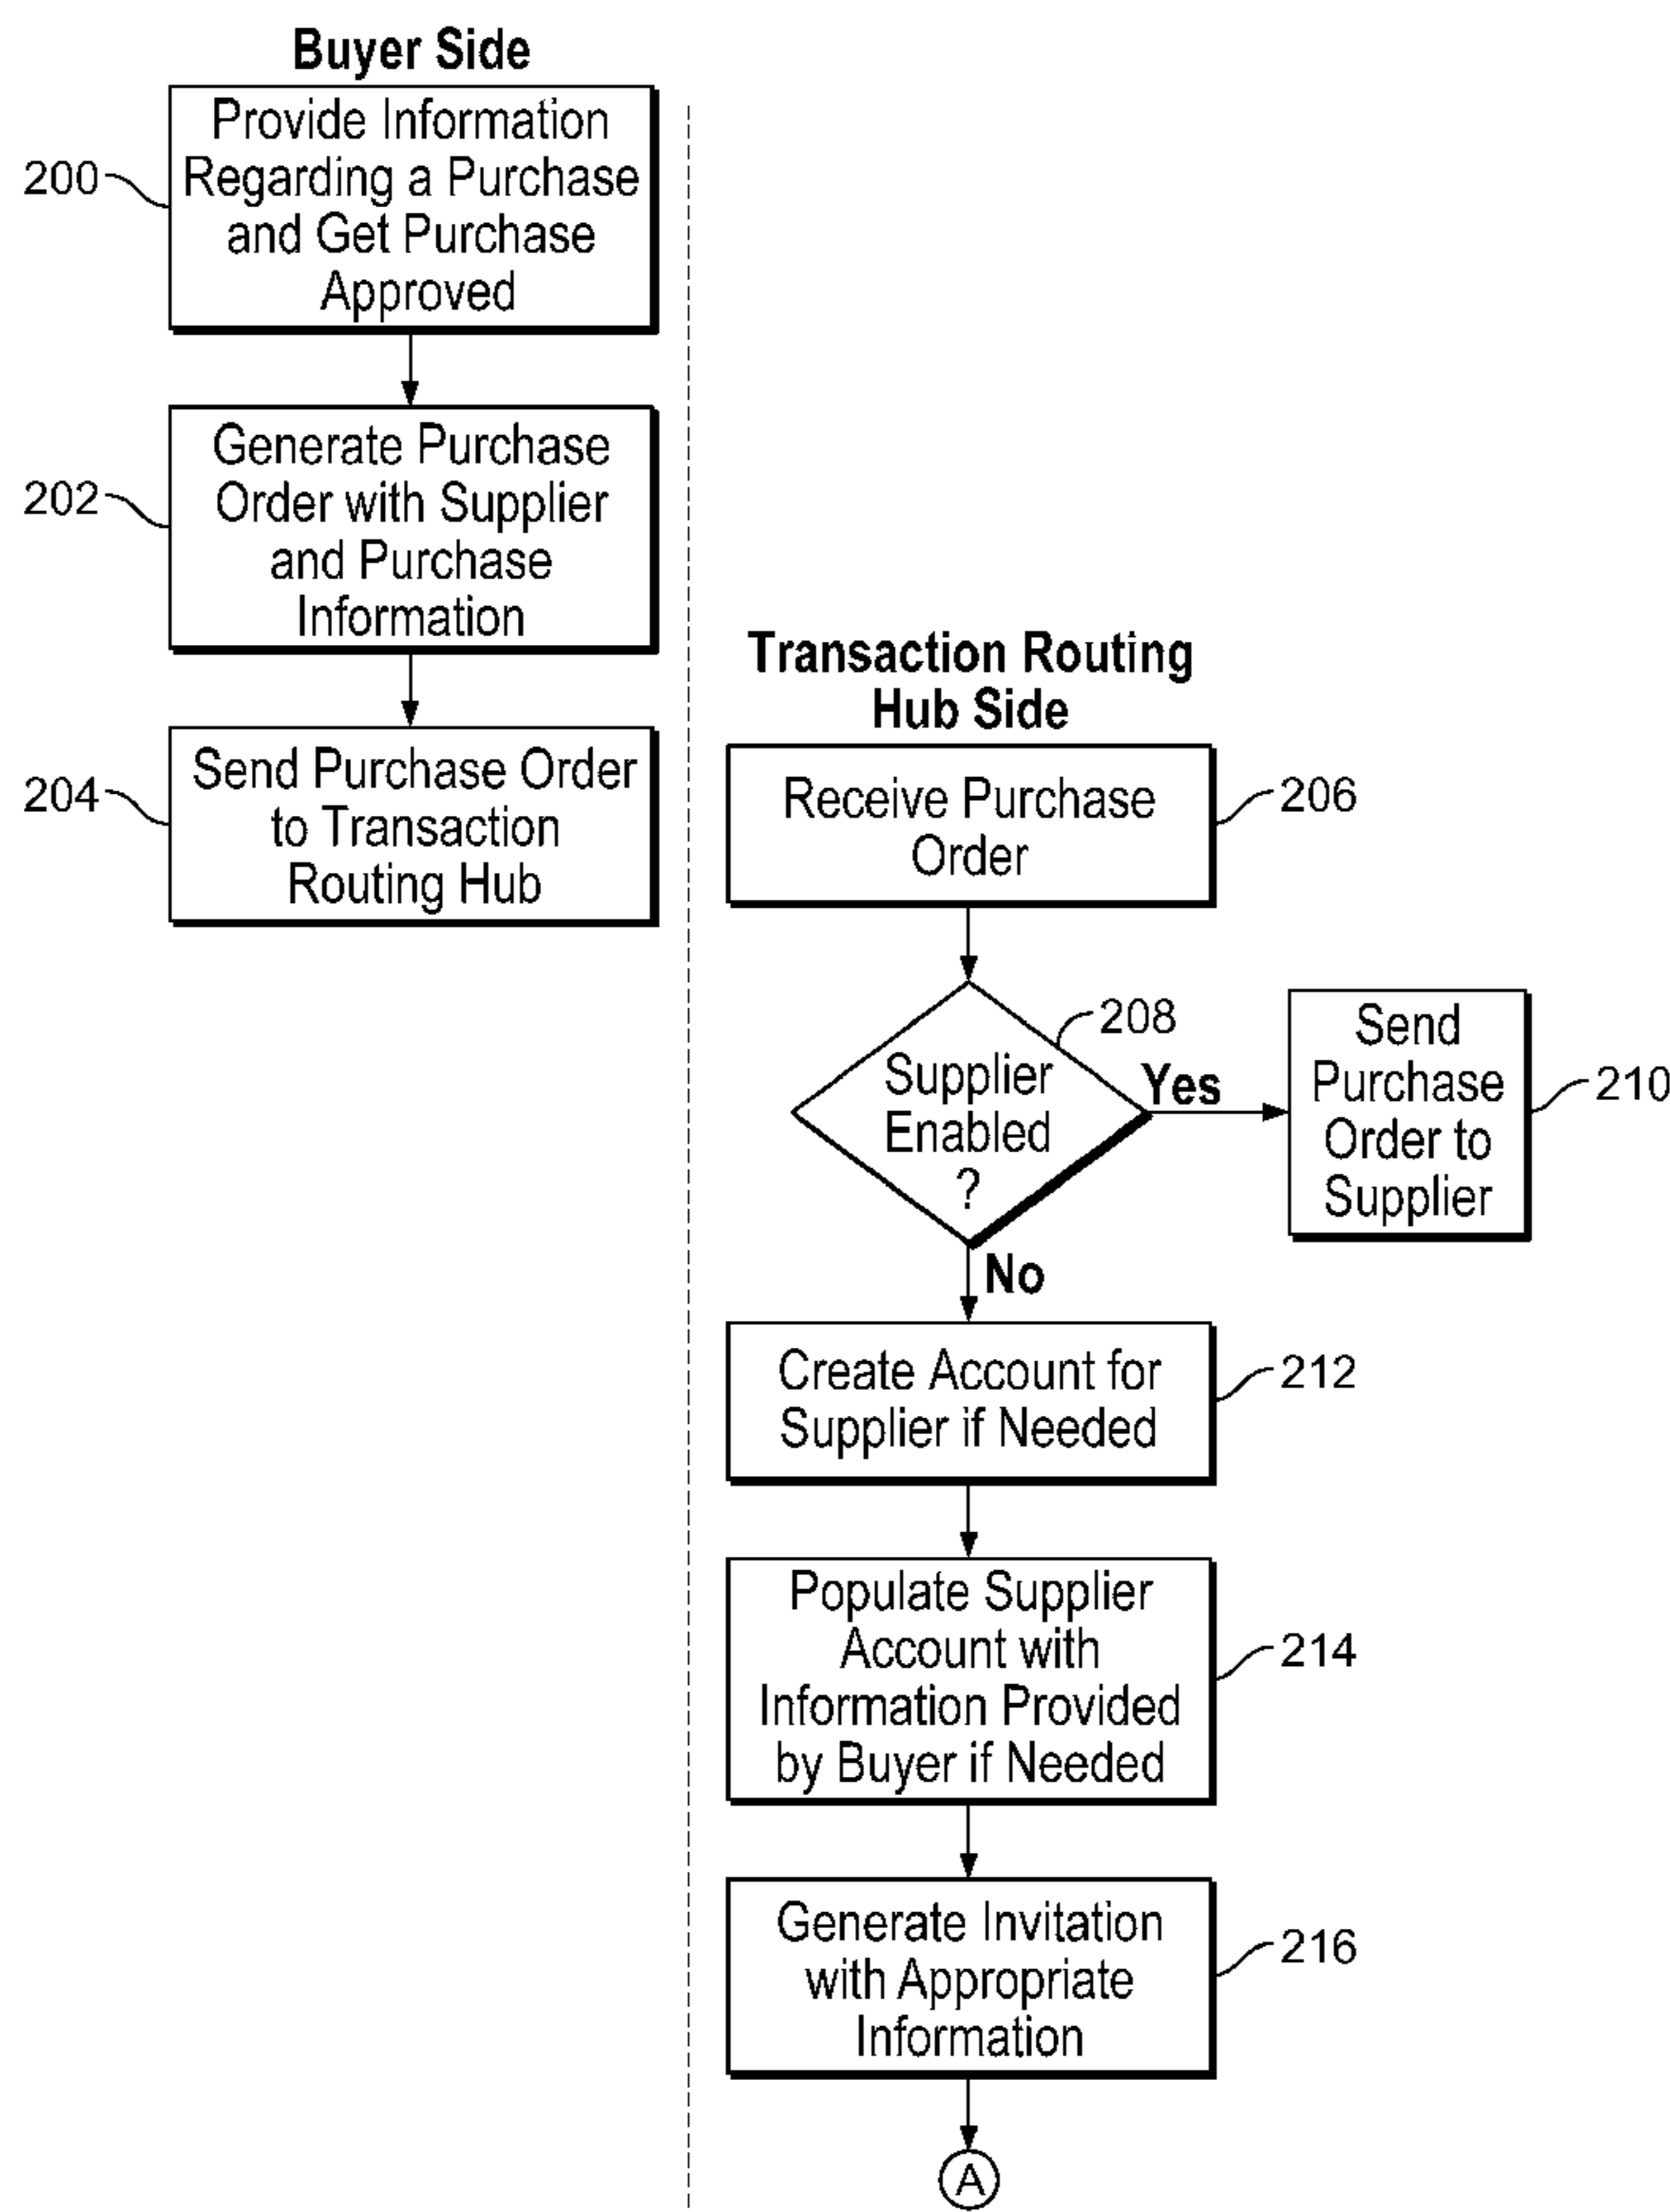 Buyer Side
200
Provide Information
Regarding a Purchase
and Get Purchase
Approved
202
Generate Purchase
Order with Supplier
and Purchase
Information
204
Send Purchase Order
to Transaction
Routing Hub
Transaction Routing
Hub Side
Receive Purchase
Order
206
208
Supplier
Enabled
?
Yes
Send
Purchase
Order to
Supplier
210
No
Create Account for
Supplier if Needed
212
Populate Supplier
Account with
Information Provided
by Buyer if Needed
214
Generate Invitation
with Appropriate
Information
216
A